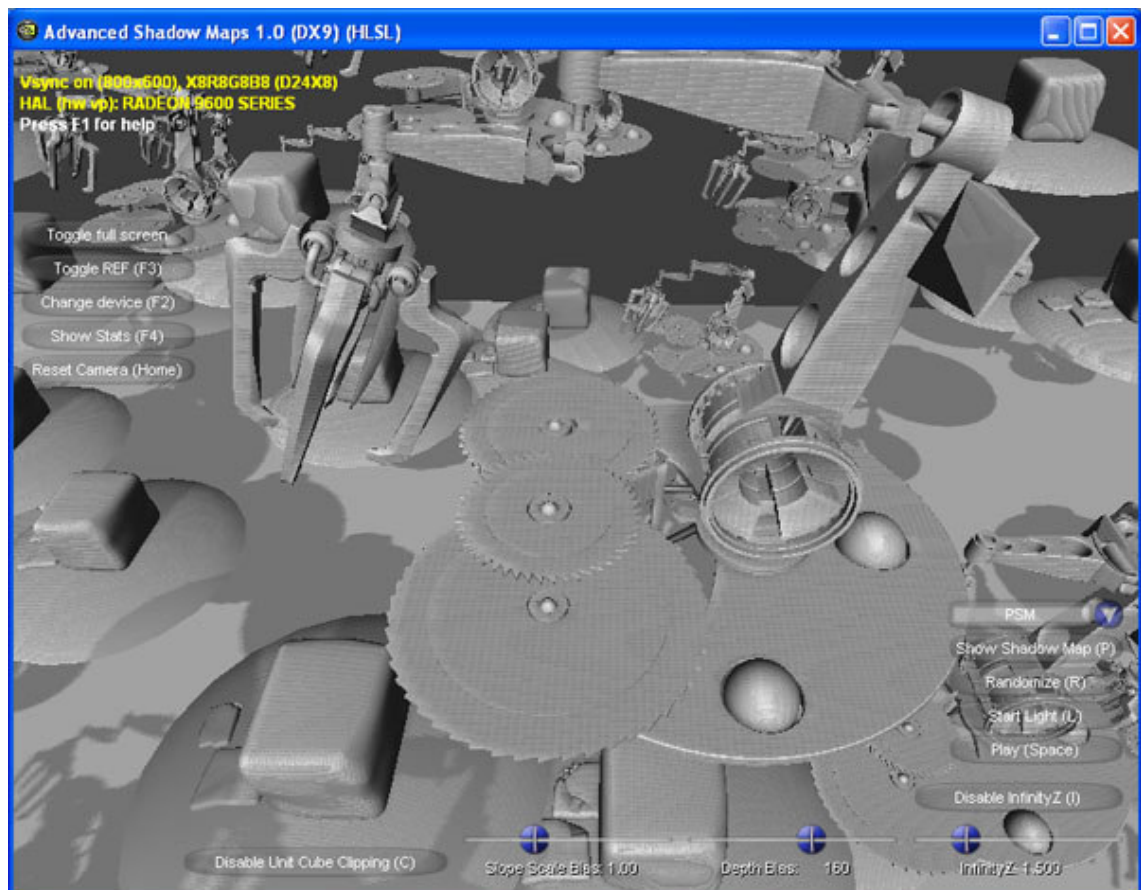 Advanced Shadow Maps 1.0 (DX9) (HLSL)
Vsync on (800x600), X8R8G8B8 (D24X8)
HAL (hw vp): RADEON 9600 SERIES
Press F1 for help
Toggle full screen
Toggle REF (F3)
Change device (F2)
Show Stats (F4)
Reset Camera (Home)
PSM
Show Shadow Map (P)
Randomize (R)
Start Light (L)
Play (Space)
Disable InfinityZ (I)
Disable Unit Cube Clipping (C)
Slope Scale Bias: 1.00
Depth Bias: 160
InfinityZ: 1.500